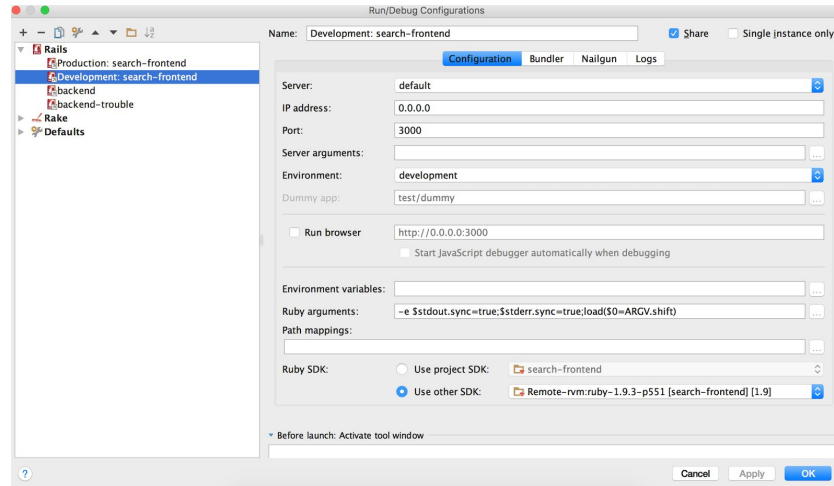 Run/Debug Configurations
Name: Development: search-frontend Share Single instance only
Rails
Production: search-frontend
Development: search-frontend
backend
backend-trouble
Rake
Defaults
Configuration Bundler Nailgun Logs
Server: default
IP address: 0.0.0.0
Port: 3000
Server arguments: ...
Environment: development
Dummy app: test/dummy ...
Run browser http://0.0.0.0:3000
Start JavaScript debugger automatically when debugging
Environment variables: ...
Ruby arguments: -e $stdout.sync=true;$stderr.sync=true;load($0=ARGV.shift) ...
Path mappings:
...
Ruby SDK: Use project SDK: search-frontend
Use other SDK: Remote-rvm:ruby-1.9.3-p551 [search-frontend] [1.9]
Before launch: Activate tool window
? Cancel Apply OK